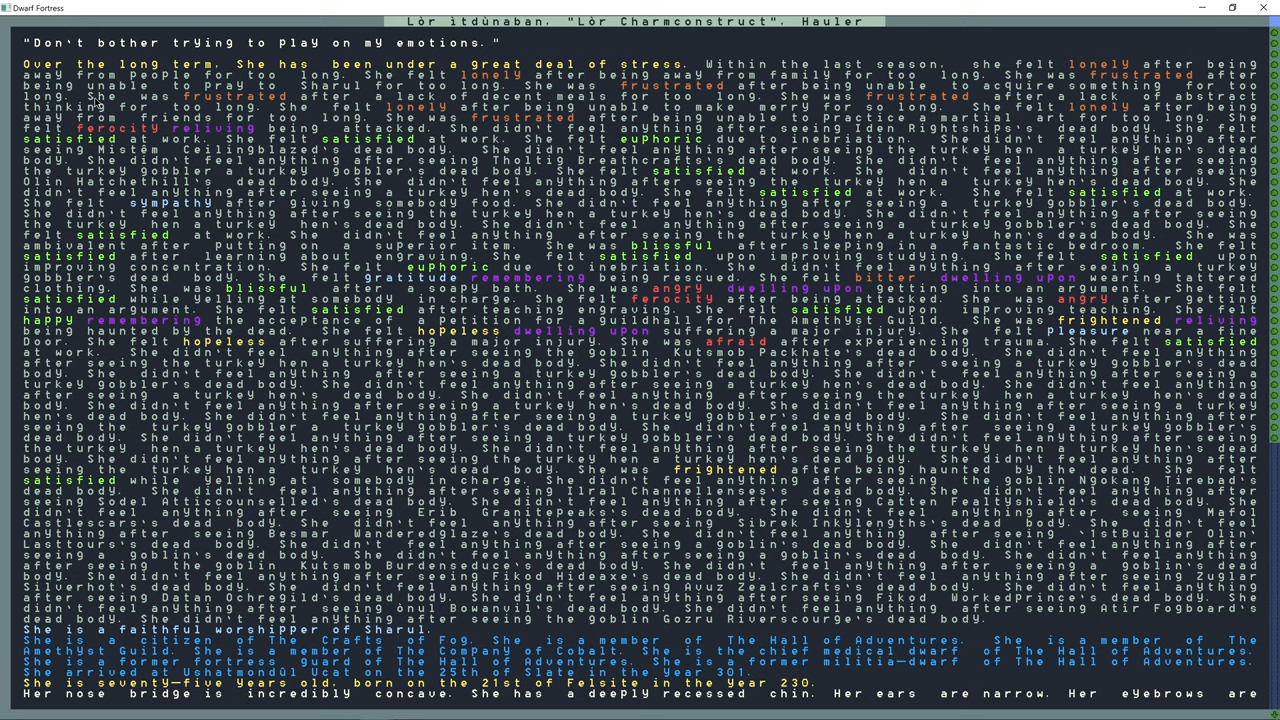 Dwarf Fortress
Lòr ìtdùnaban, "Lòr Charmconstruct", Hauler
"Don't bother trying to play on my emotions."
Over the long term, She has been under a great deal of stress. Within the last season, she felt lonely after being
away from people for too long. She felt lonely after being away from family for too long. She was frustrated after
being unable to pray to Sharul for too long. She was frustrated after being unable to acquire something for too
long. She was frustrated after a lack of decent meals for too long. She was frustrated after a lack of abstract
thinking for too long. She felt lonely after being unable to make merry for too long. She felt lonely after being
away from friends for too long. She was frustrated after being unable to practice a martial art for too long. She
felt ferocity reliving being attacked. She didn't feel anything after seeing Iden Rightships's dead body. She felt
satisfied at work. She felt satisfied at work. She felt euphoric due to inebriation. She didn't feel anything after
seeing Mistêm Ceilingblazed's dead body. She didn't feel anything after seeing the turkey hen a turkey hen's dead
body. She didn't feel anything after seeing Tholtig Breathcrafts's dead body. She didn't feel anything after seeing
the turkey gobbler a turkey gobbler's dead body. She felt satisfied at work. She didn't feel anything after seeing
Olin Hatchethill's dead body. She didn't feel anything after seeing the turkey hen a turkey hen's dead body. She
didn't feel anything after seeing the turkey hen's dead body. She felt satisfied at work. She felt satisfied at work.
She felt sympathy after giving somebody food. She didn't feel anything after seeing a turkey hen's dead body.
She didn't feel anything after seeing a turkey hen's dead body. She didn't feel anything after seeing
the turkey hen a turkey hen's dead body. She didn't feel anything after seeing the turkey hen's dead body. She
felt satisfied at work. She didn't feel anything after seeing the turkey hen a turkey hen's dead body. She felt
ambivalent after putting on a superior item. She was blissful after sleeping in a fantastic bedroom. She felt
satisfied after learning about improving studying. She felt satisfied upon improving studying. She felt satisfied upon
improving concentration. She felt euphoric due to inebriation. She didn't feel anything after seeing a turkey
gobbler's dead body. She felt gratitude remembering being rescued. She felt bitter dwelling upon wearing tattered
clothing. She was blissful after a soapy bath. She was angry dwelling upon getting into an argument. She felt
satisfied while yelling at somebody in charge. She felt ferocity after being attacked. She was angry after getting
into an argument. She felt satisfied after teaching engraving. She felt satisfied upon improving teaching. She felt
happy remembering the acceptance of a petition for a guildhall for The Amethyst Guild. She was frightened reliving
being haunted by the dead. She felt hopeless dwelling upon suffering a major injury. She felt pleasure near a fine
Door. She felt hopeless after suffering a major injury. She was afraid after experiencing trauma. She felt satisfied
at work. She didn't feel anything after seeing the goblin Kutsmob Packhate's dead body. She didn't feel anything
after seeing the turkey hen a turkey hen's dead body. She didn't feel anything after seeing a turkey hen's dead
body. She didn't feel anything after seeing a turkey gobbler's dead body. She didn't feel anything after seeing a
turkey gobbler's dead body. She didn't feel anything after seeing a turkey hen's dead body. She didn't feel anything
after seeing a turkey hen's dead body. She didn't feel anything after seeing a turkey gobbler's dead
body. She didn't feel anything after seeing a turkey hen's dead body. She didn't feel anything after seeing a turkey
hen's dead body. She didn't feel anything after seeing a turkey gobbler's dead body. She didn't feel anything after
seeing the turkey gobbler's dead body. She didn't feel anything after seeing a turkey gobbler's
dead body. She didn't feel anything after seeing a turkey hen's dead body. She didn't feel anything after seeing
the turkey hen a turkey hen's dead body. She didn't feel anything after seeing the turkey hen a turkey hen's dead
body. She didn't feel anything after seeing a turkey gobbler's dead body. She didn't feel anything after
seeing the turkey hen a turkey hen's dead body. She was frightened after being haunted by the dead. She felt
satisfied while yelling at somebody in charge. She didn't feel anything after seeing the goblin Ngokang Tirebad's
dead body. She didn't feel anything after seeing Ilral Channellenses's dead body. She didn't feel anything after
seeing Sodel Atticcounselled's dead body. She didn't feel anything after seeing Catten Fealtyshield's dead body. She
didn't feel anything after seeing Erib Granitepeaks's dead body. She didn't feel anything after seeing Mafol
Castlescars's dead body. She didn't feel anything after seeing Sibrek Inkylengths's dead body. She didn't feel
anything after seeing Besmar Wanderedglaze's dead body. She didn't feel anything after seeing '1stBuilder Olin'
Lasttours's dead body. She didn't feel anything after seeing a goblin's dead body. She didn't feel anything after
seeing a goblin's dead body. She didn't feel anything after seeing a goblin's dead body. She didn't feel anything
after seeing the goblin Kutsmob Burdenseduce's dead body. She didn't feel anything after seeing a goblin's dead
body. She didn't feel anything after seeing Fikod Hideaxe's dead body. She didn't feel anything after seeing Zuglar
Silverhot's dead body. She didn't feel anything after seeing Avuz Zealcrafts's dead body. She didn't feel anything
after seeing Datan Ochreguild's dead body. She didn't feel anything after seeing Fikod Workedprince's dead body. She
didn't feel anything after seeing ònul Bowanvil's dead body. She didn't feel anything after seeing Atir Fogboard's
dead body. She didn't feel anything after seeing the goblin Gozru Riverscourge's dead body.
She is a faithful worshipper of Sharul.
She is a citizen of The Crafts of Fog. She is a member of The Hall of Adventures. She is a member of The
Amethyst Guild. She is a member of The Company of Cobalt. She is the chief medical dwarf of The Hall of Adventures.
She is a former fortress guard of The Hall of Adventures. She is a former militia-dwarf of The Hall of Adventures.
She arrived at Ushatmondûl Ucat on the 25th of Slate in the Year 301.
She is seventy-five years old, born on the 21st of Felsite in the Year 230.
Her nose bridge is incredibly concave. She has a deeply recessed chin. Her ears are narrow. Her eyebrows are